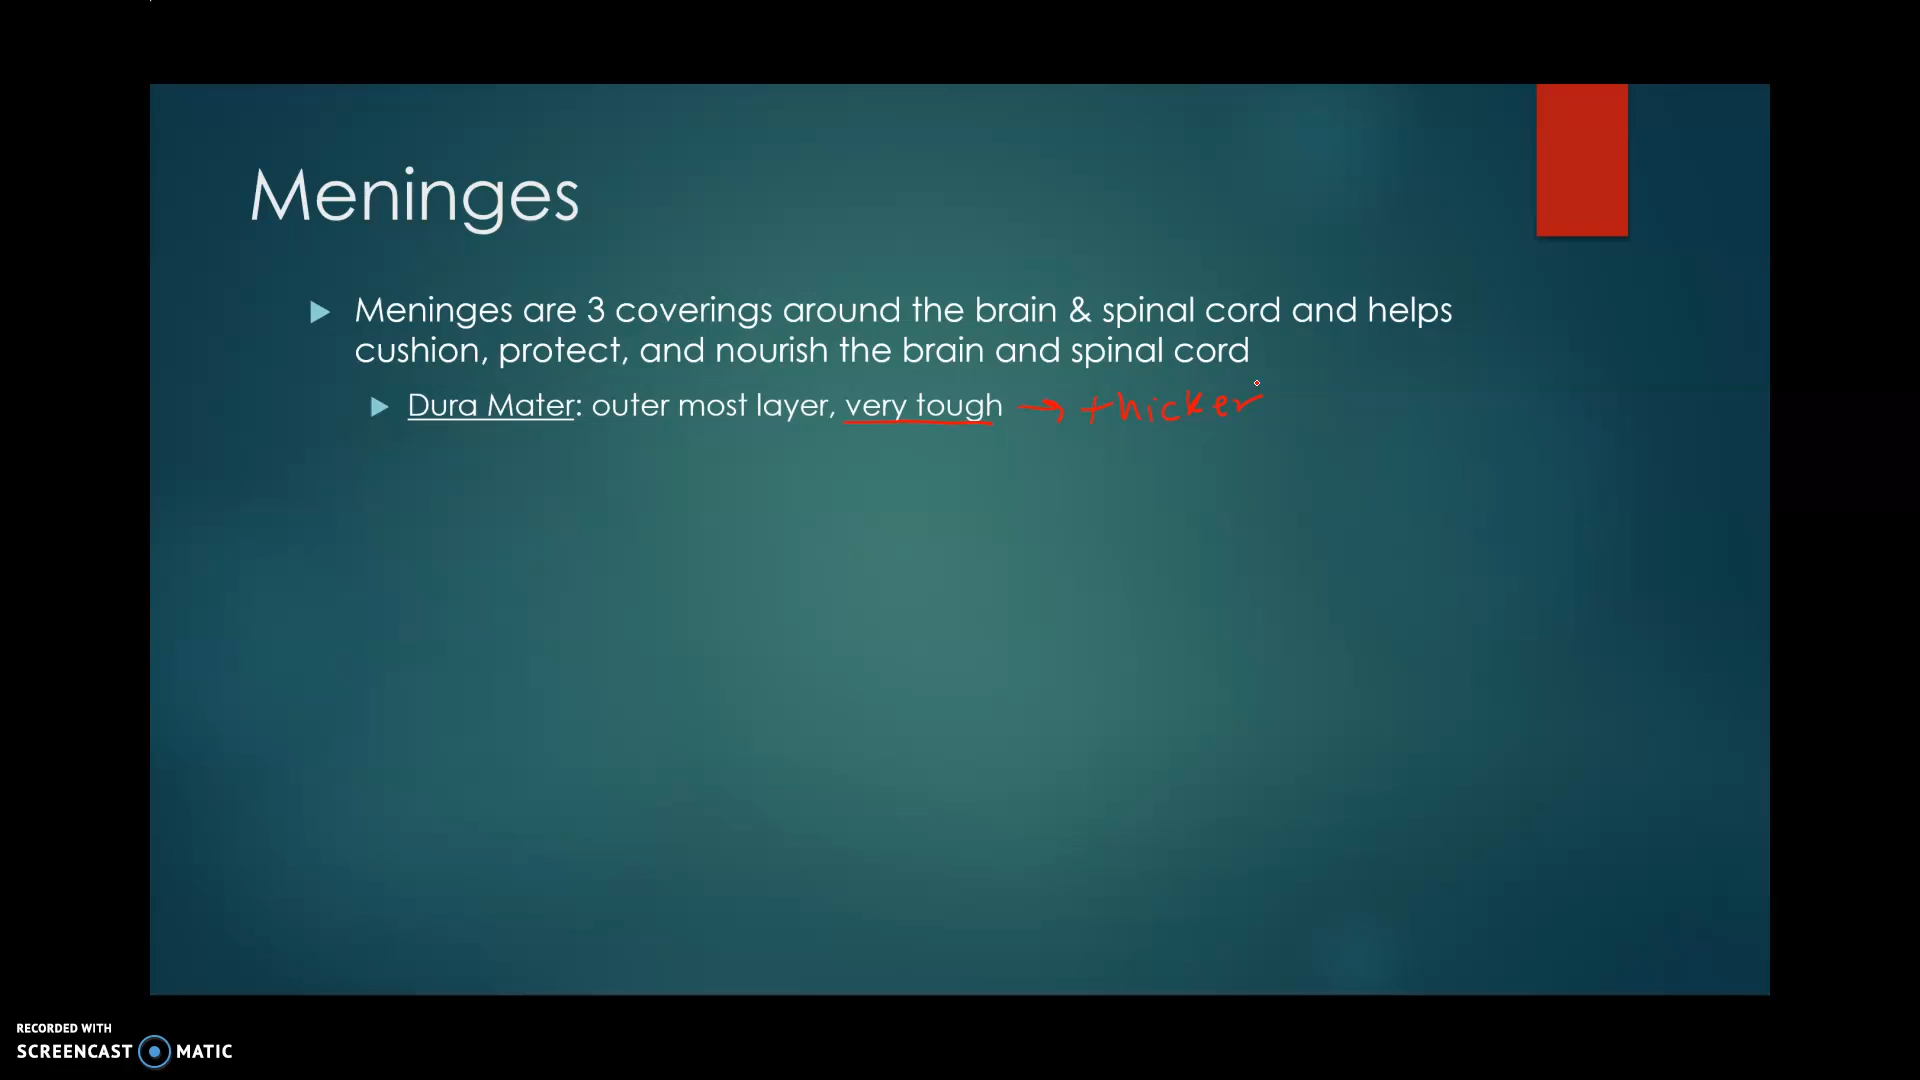 Meninges
Meninges are 3 coverings around the brain & spinal cord and helps
cushion, protect, and nourish the brain and spinal cord
Dura Mater: outer most layer, very tough → thicker
RECORDED WITH
SCREENCAST MATIC